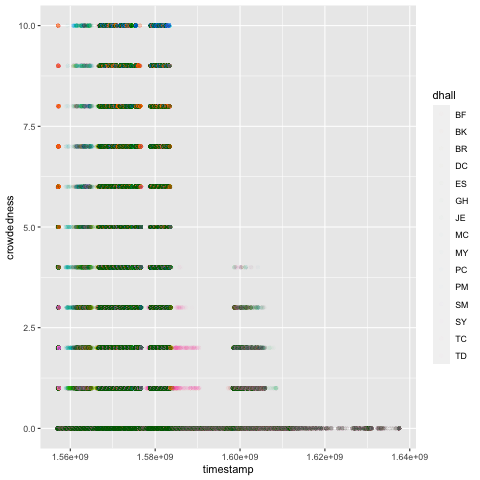 10.0
7.5
5.0
2.5
0.0
crowdedness
1.56e+09 1.58e+09 1.60e+09 1.62e+09 1.64e+09
timestamp
dhall
BF
BK
BR
DC
ES
GH
JE
MC
MY
PC
PM
SM
SY
TC
TD